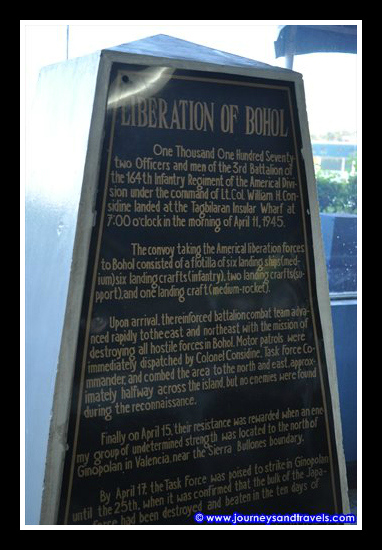 LIBERATION OF BOHOL
One Thousand One Hundred Seventy-
two Officers and men of the 3rd Battalion of
the 164th Infantry Regiment of the Americal Divi-
sion under the command of Lt. Col. William H. Con-
sidine landed at the Tagbilaran Insular Wharf at
7:00 o'clock in the morning of April 11, 1945.
The convoy taking the Americal liberation forces
to Bohol consisted of a flotilla of six landing ships(med-
ium) six landing crarfts(infantry), two landing crafts(su-
pport), and one landing craft (medium-rocket).
Upon arrival, the reinforced battalion combat team adva-
nced rapidly to the east and northeast with the mission of
destroying all hostile forces in Bohol. Motor patrols were
immediately dispatched by Colonel Considine, Task Force Co-
mmander, and combed the area to the north and east, approx-
imately halfway across the island, but no enemies were found
during the reconnaissance.
Finally on April 15, their resistance was rewarded when an ene-
my group of undetermined strength was located to the north of
Ginopolan, in Valencia, near the Sierra Bullones boundary.
By April 17, the Task Force was poised to strike in Ginopolan
until the 25th, when it was confirmed that the bulk of the Japa-
Force had been destroyed and beaten in the ten days of
© www.journeysandtravels.com